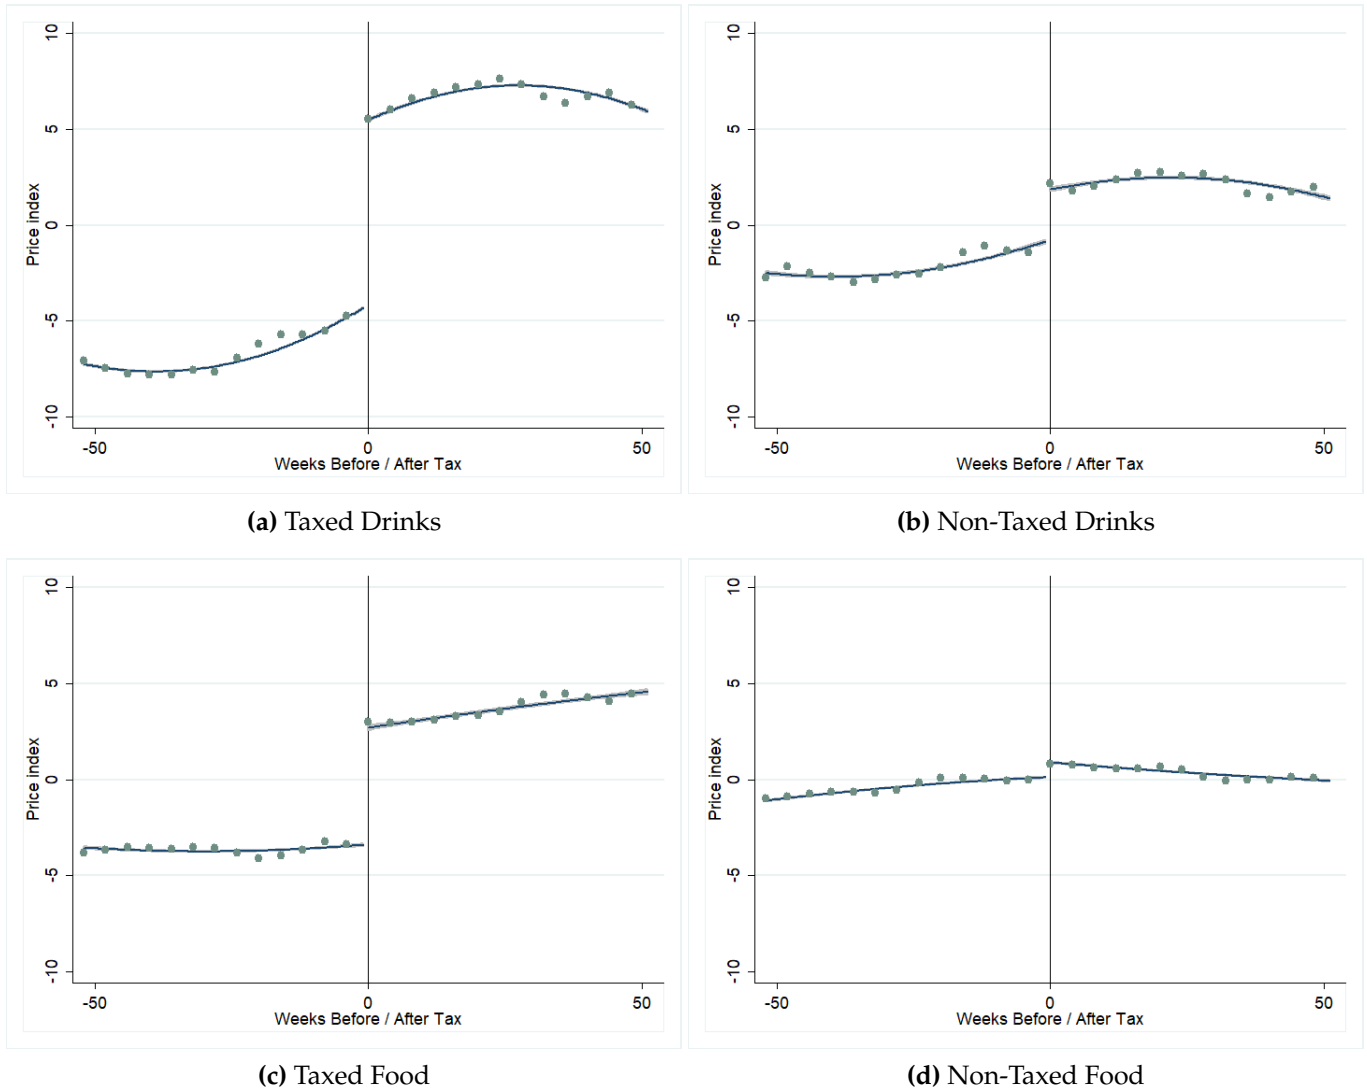 10
5
0
-5
-10
Price index
-50
0
50
Weeks Before / After Tax
(a) Taxed Drinks
10
5
0
-5
-10
Price index
-50
0
50
Weeks Before / After Tax
(b) Non-Taxed Drinks
10
5
0
-5
-10
Price index
-50
0
50
Weeks Before / After Tax
(c) Taxed Food
10
5
0
-5
-10
Price index
-50
0
50
Weeks Before / After Tax
(d) Non-Taxed Food